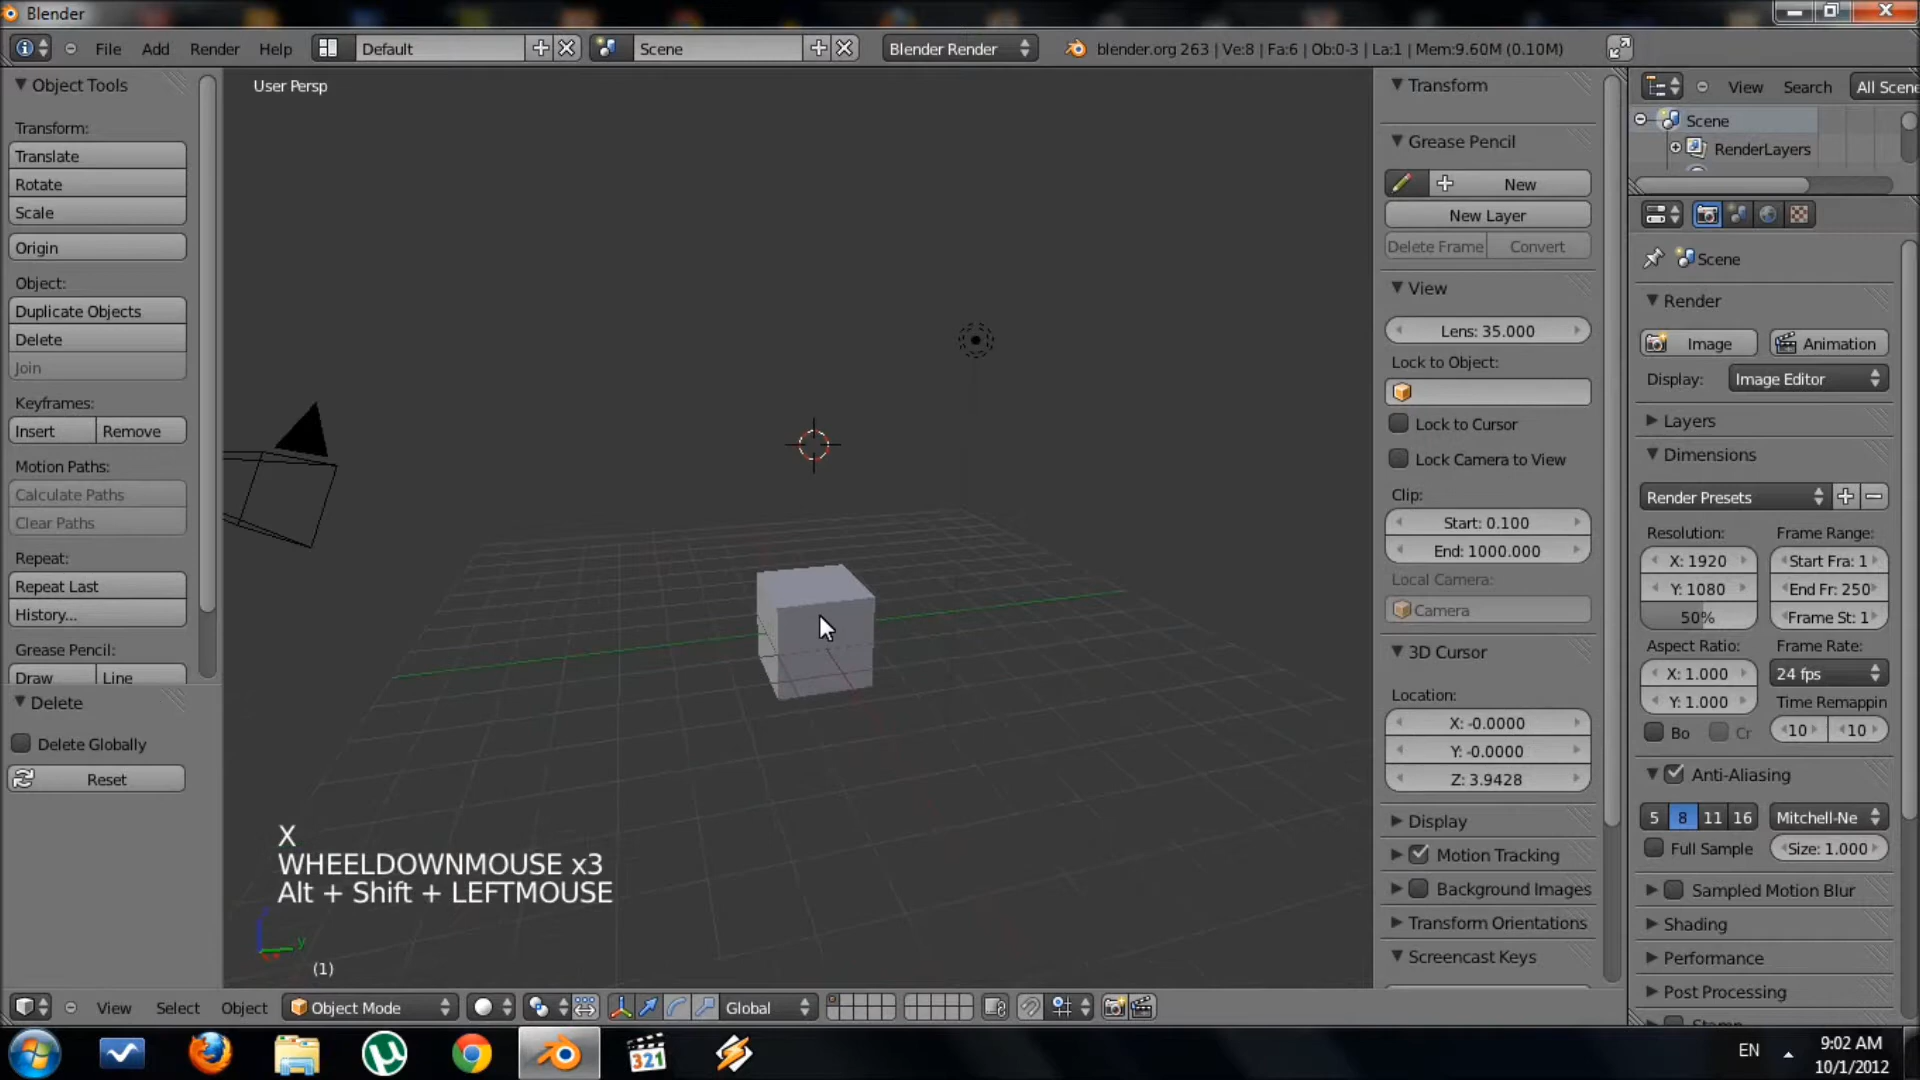 Blender
File Add Render Help Default Scene Blender Render blender.org 263 | Ve:8 | Fa:6 | Ob:0-3 | La:1 | Mem:9.60M (0.10M)
Object Tools
Transform:
Translate
Rotate
Scale
Origin
Object:
Duplicate Objects
Delete
Join
Keyframes:
Insert Remove
Motion Paths:
Calculate Paths
Clear Paths
Repeat:
Repeat Last
History...
Grease Pencil:
Draw Line
Delete
Delete Globally
Reset
User Persp
X
WHEELDOWNMOUSE x3
Alt + Shift + LEFTMOUSE
y
(1)
Transform
Grease Pencil
New
New Layer
Delete Frame Convert
View
Lens: 35.000
Lock to Object:
Lock to Cursor
Lock Camera to View
Clip:
Start: 0.100
End: 1000.000
Local Camera:
Camera
3D Cursor
Location:
X: -0.0000
Y: -0.0000
Z: 3.9428
Display
Motion Tracking
Background Images
Transform Orientations
Screencast Keys
View Search All Scene
Scene
RenderLayers
Scene
Render
Image Animation
Display: Image Editor
Layers
Dimensions
Render Presets
Resolution: Frame Range:
X: 1920 Start Fra: 1
Y: 1080 End Fr: 250
50% Frame St: 1
Aspect Ratio: Frame Rate:
X: 1.000 24 fps
Y: 1.000 Time Remappin
Bo Cr 10 10
Anti-Aliasing
5 8 11 16 Mitchell-Ne
Full Sample Size: 1.000
Sampled Motion Blur
Shading
Performance
Post Processing
View Select Object Object Mode Global
321
EN 9:02 AM
10/1/2012